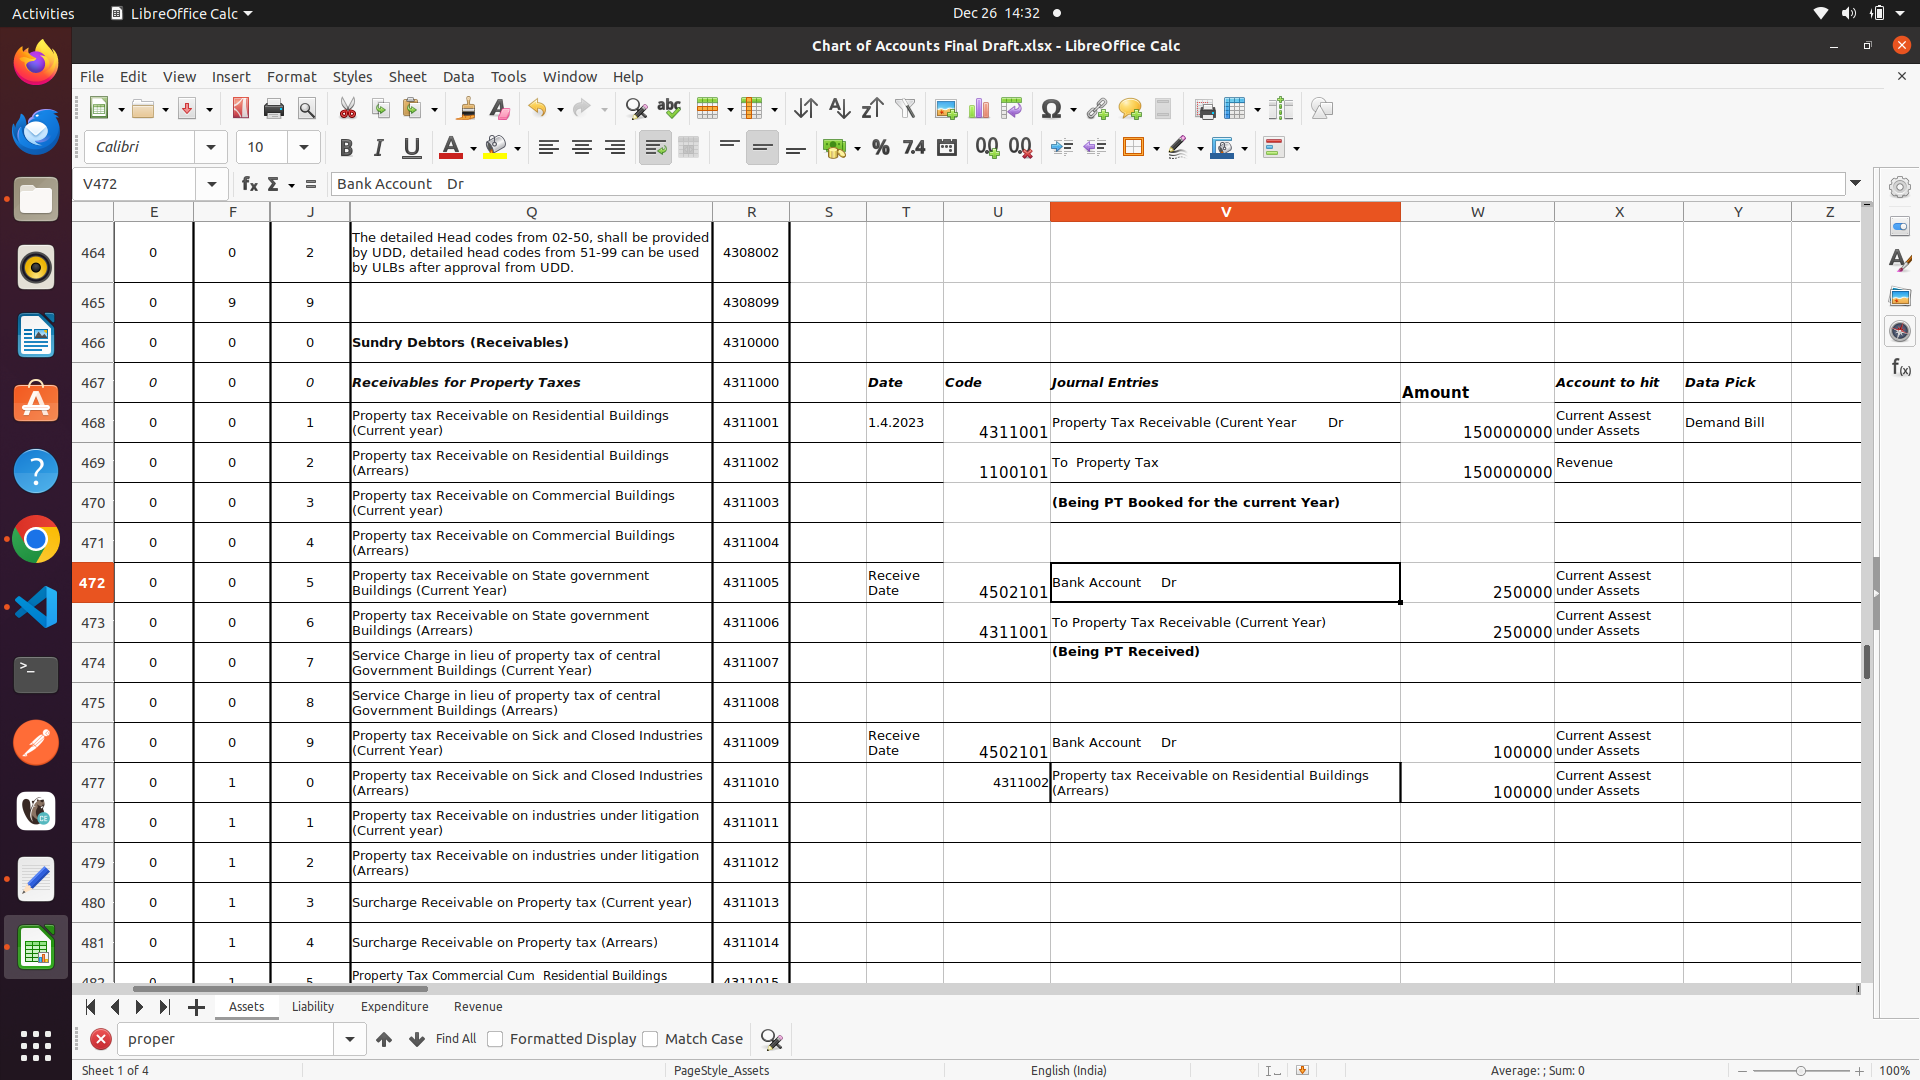 Activities LibreOffice Calc Dec 26 14:32
Chart of Accounts Final Draft.xlsx - LibreOffice Calc
File Edit View Insert Format Styles Sheet Data Tools Window Help
Calibri 10
V472 Bank Account Dr
E F J Q R S T U V W X Y Z
464 0 0 2 The detailed Head codes from 02-50, shall be provided by UDD, detailed head codes from 51-99 can be used by ULBs after approval from UDD. 4308002
465 0 9 9 4308099
466 0 0 0 Sundry Debtors (Receivables) 4310000
467 0 0 0 Receivables for Property Taxes 4311000 Date Code Journal Entries Amount Account to hit Data Pick
468 0 0 1 Property tax Receivable on Residential Buildings (Current year) 4311001 1.4.2023 4311001 Property Tax Receivable (Curent Year Dr 150000000 Current Assest under Assets Demand Bill
469 0 0 2 Property tax Receivable on Residential Buildings (Arrears) 4311002 1100101 To Property Tax 150000000 Revenue
470 0 0 3 Property tax Receivable on Commercial Buildings (Current year) 4311003 (Being PT Booked for the current Year)
471 0 0 4 Property tax Receivable on Commercial Buildings (Arrears) 4311004
472 0 0 5 Property tax Receivable on State government Buildings (Current Year) 4311005 Receive Date 4502101 Bank Account Dr 250000 Current Assest under Assets
473 0 0 6 Property tax Receivable on State government Buildings (Arrears) 4311006 4311001 To Property Tax Receivable (Current Year) 250000 Current Assest under Assets
474 0 0 7 Service Charge in lieu of property tax of central Government Buildings (Current Year) 4311007 (Being PT Received)
475 0 0 8 Service Charge in lieu of property tax of central Government Buildings (Arrears) 4311008
476 0 0 9 Property tax Receivable on Sick and Closed Industries (Current Year) 4311009 Receive Date 4502101 Bank Account Dr 100000 Current Assest under Assets
477 0 1 0 Property tax Receivable on Sick and Closed Industries (Arrears) 4311010 4311002 Property tax Receivable on Residential Buildings (Arrears) 100000 Current Assest under Assets
478 0 1 1 Property tax Receivable on industries under litigation (Current year) 4311011
479 0 1 2 Property tax Receivable on industries under litigation (Arrears) 4311012
480 0 1 3 Surcharge Receivable on Property tax (Current year) 4311013
481 0 1 4 Surcharge Receivable on Property tax (Arrears) 4311014
482 0 1 5 Property Tax Commercial Cum Residential Buildings 4311015
Assets Liability Expenditure Revenue
proper Find All Formatted Display Match Case
Sheet 1 of 4 PageStyle_Assets English (India) Average: ; Sum: 0 100%